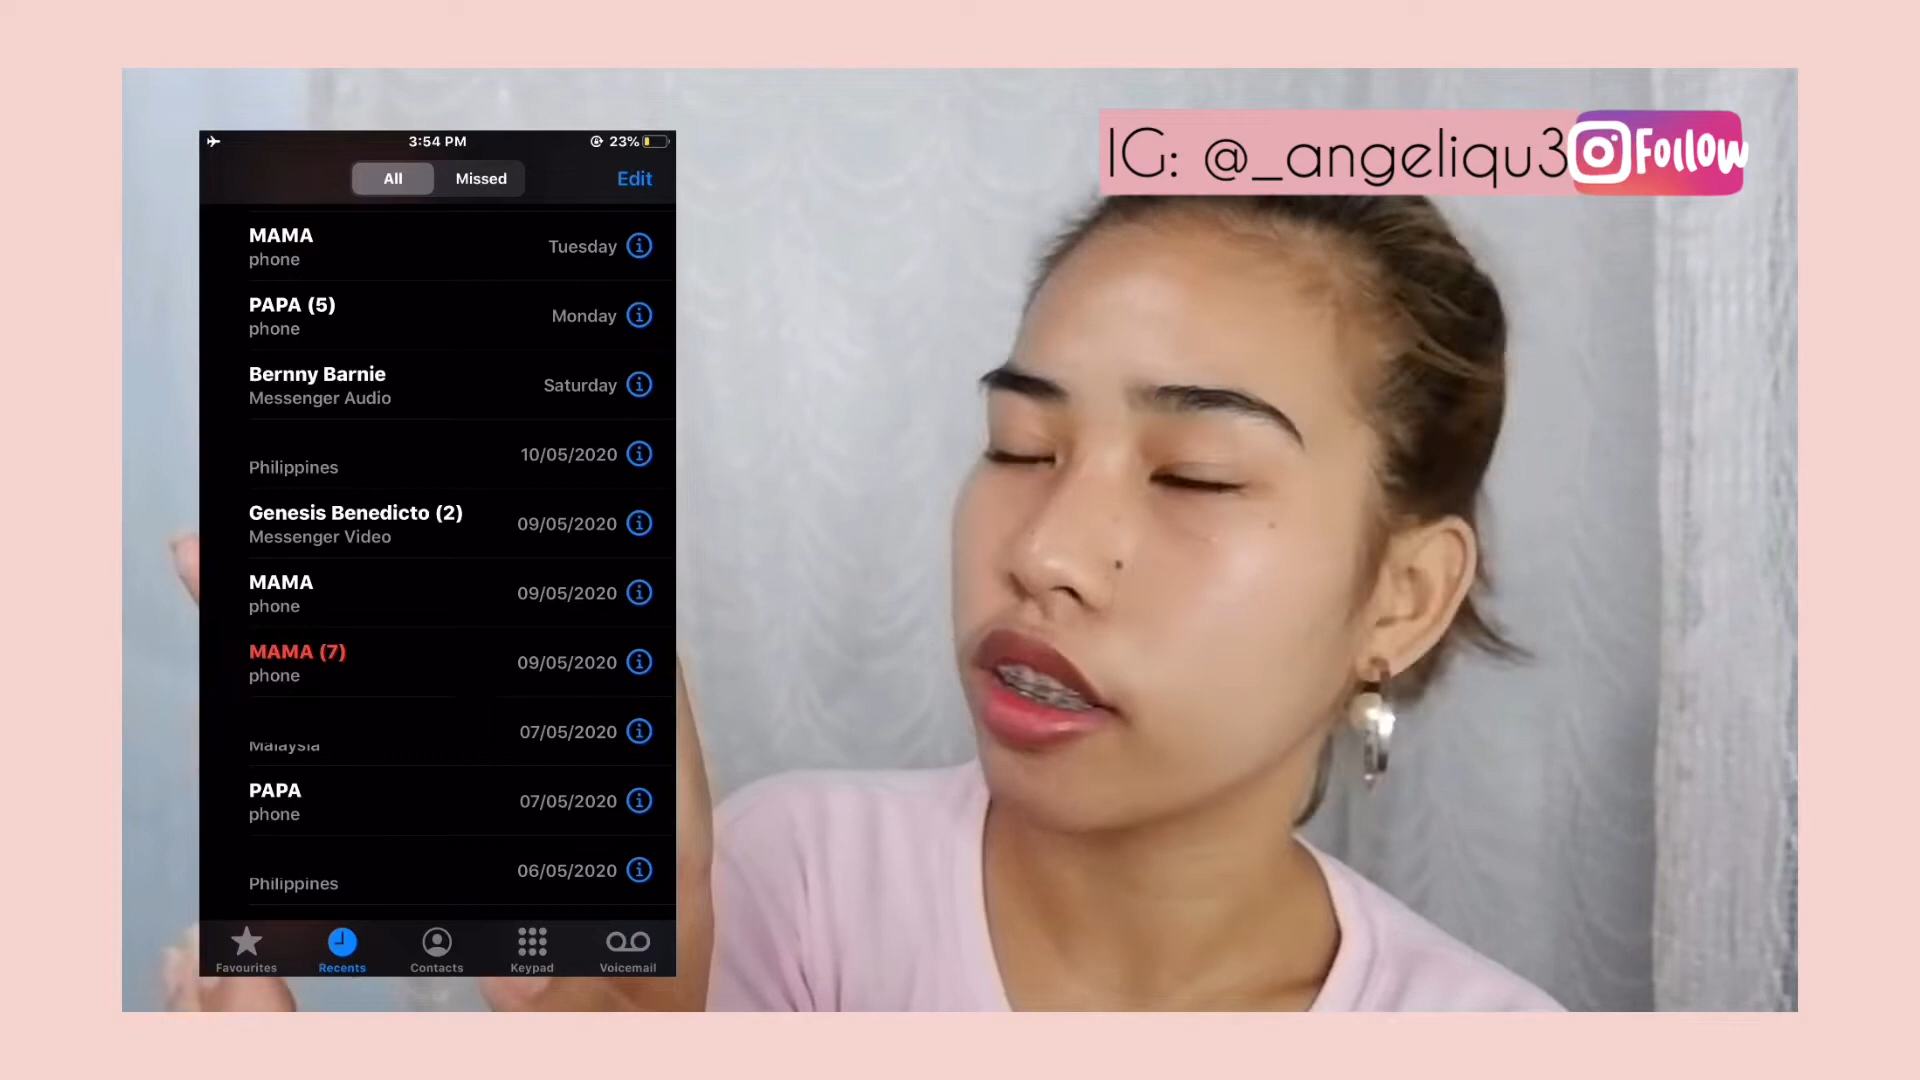 IG: @_angeliqu3
Follow
3:54 PM
23%
All
Missed
Edit
MAMA
phone
Tuesday
PAPA (5)
phone
Monday
Bernny Barnie
Messenger Audio
Saturday
10/05/2020
Philippines
Genesis Benedicto (2)
Messenger Video
09/05/2020
MAMA
phone
09/05/2020
MAMA (7)
phone
09/05/2020
07/05/2020
Malaysia
PAPA
phone
07/05/2020
06/05/2020
Philippines
Favourites
Recents
Contacts
Keypad
Voicemail